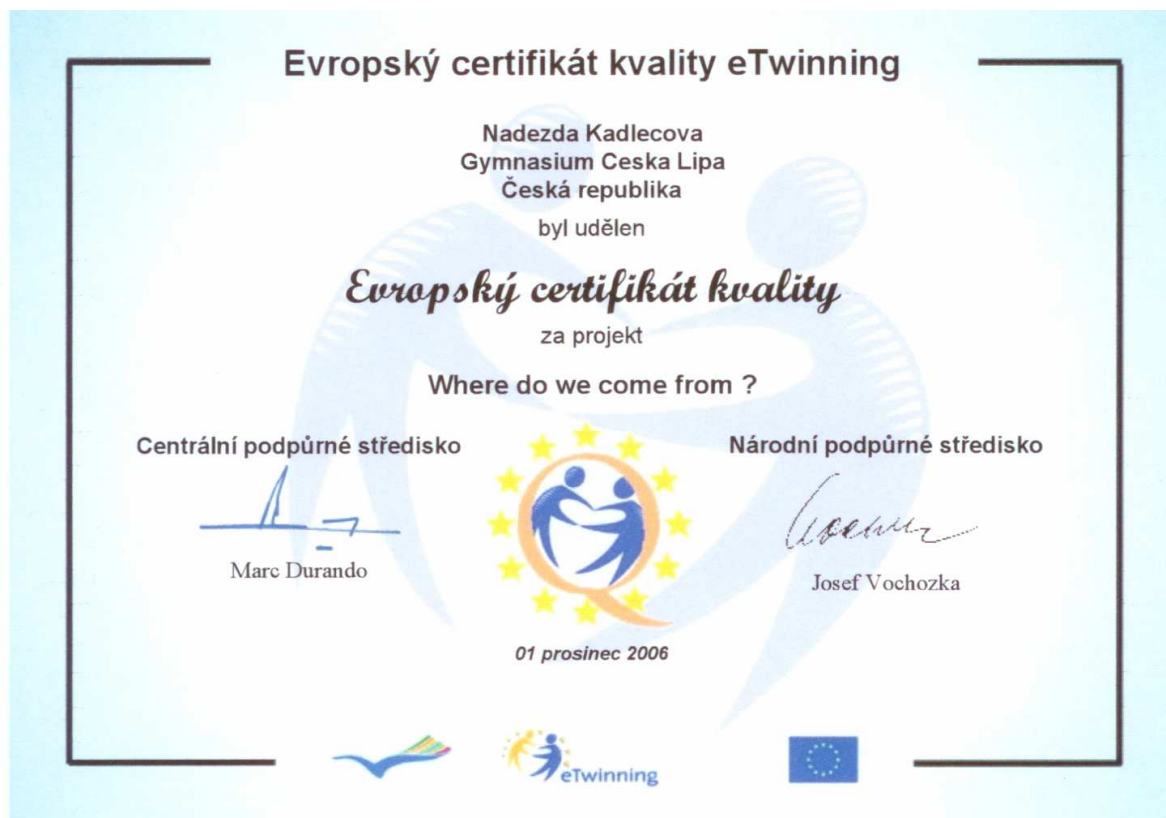 Evropský certifikát kvality eTwinning
Nadezda Kadlecova
Gymnasium Ceska Lipa
Česká republika
byl udělen
Evropský certifikát kvality
za projekt
Where do we come from ?
Centrální podpůrné středisko
Národní podpůrné středisko
Marc Durando
Josef Vochozka
01 prosinec 2006
eTwinning